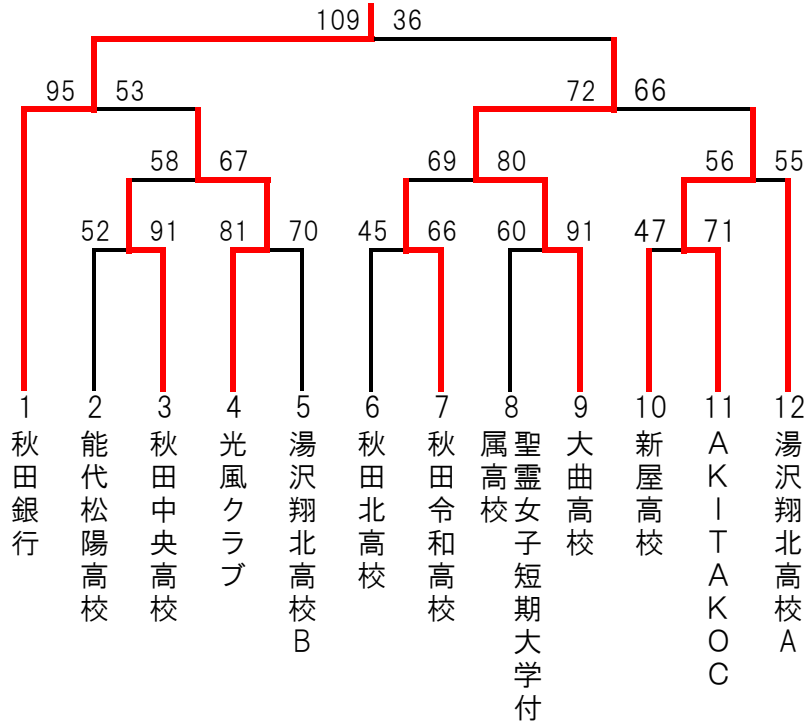 109 36
95 53 72 66
58 67 69 80 56 55
52 91 81 70 45 66 60 91 47 71
1 2 3 4 5 6 7 8 9 10 11 12
秋田銀行
能代松陽高校
秋田中央高校
光風クラブ
湯沢翔北高校B
秋田北高校
秋田令和高校
聖霊女子短期大学付
属高校
大曲高校
新屋高校
AKITAKOC
湯沢翔北高校A